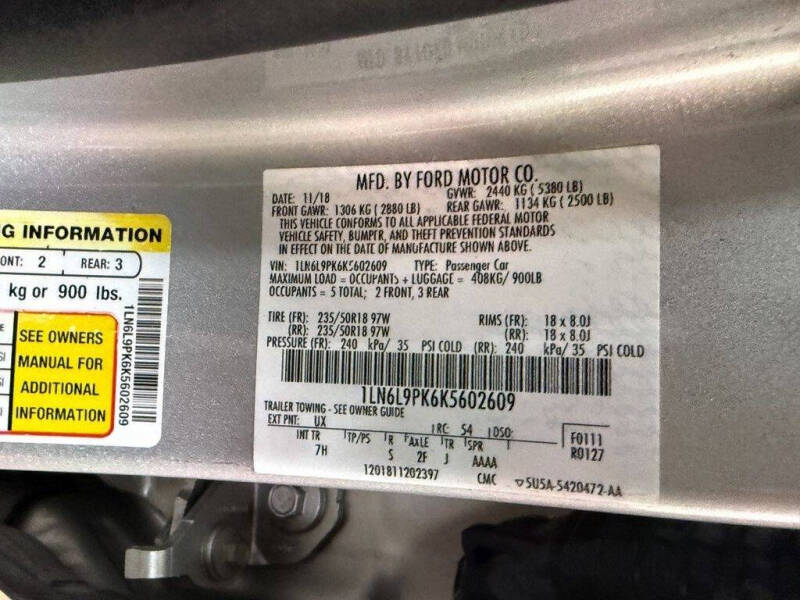 MFD. BY FORD MOTOR CO.
DATE: 11/18 GVWR: 2440 KG ( 5380 LB)
FRONT GAWR: 1306 KG ( 2880 LB) REAR GAWR: 1134 KG ( 2500 LB)
THIS VEHICLE CONFORMS TO ALL APPLICABLE FEDERAL MOTOR
VEHICLE SAFETY, BUMPER, AND THEFT PREVENTION STANDARDS
IN EFFECT ON THE DATE OF MANUFACTURE SHOWN ABOVE.
VIN: 1LN6L9PK6K5602609 TYPE: Passenger Car
MAXIMUM LOAD = OCCUPANTS + LUGGAGE = 408KG/ 900LB
OCCUPANTS = 5 TOTAL; 2 FRONT, 3 REAR
TIRE (FR): 235/50R18 97W RIMS (FR): 18 x 8.0J
(RR): 235/50R18 97W (RR): 18 x 8.0J
PRESSURE (FR): 240 kPa/ 35 PSI COLD (RR): 240 kPa/ 35 PSI COLD
1LN6L9PK6K5602609
TRAILER TOWING - SEE OWNER GUIDE
EXT PNT: UX RC: 54 DSO:
INT TR TP/PS R AXLE TR SPR
7H S 2F J AAAA
F0111
R0127
1201811202397 CMC ▽5U5A-5420472-AA
NG INFORMATION
ONT: 2 REAR: 3
kg or 900 lbs.
SEE OWNERS
MANUAL FOR
ADDITIONAL
INFORMATION
1LN6L9PK6K5602609